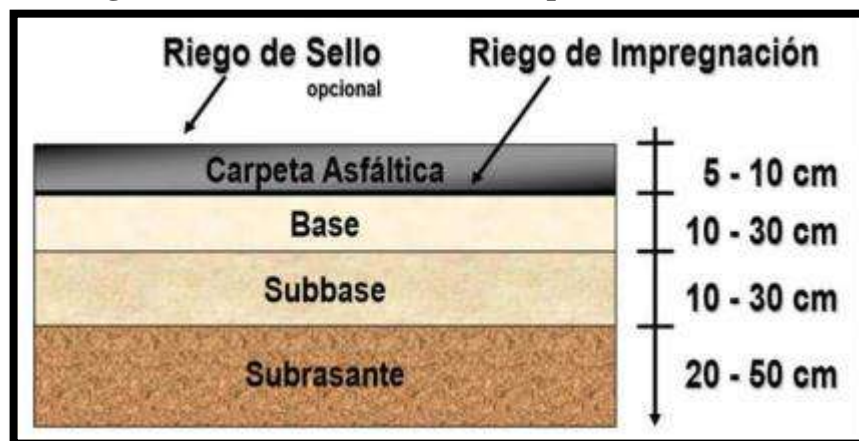 Riego de Sello
opcional
Riego de Impregnación
Carpeta Asfáltica
5 - 10 cm
Base
10 - 30 cm
Subbase
10 - 30 cm
Subrasante
20 - 50 cm